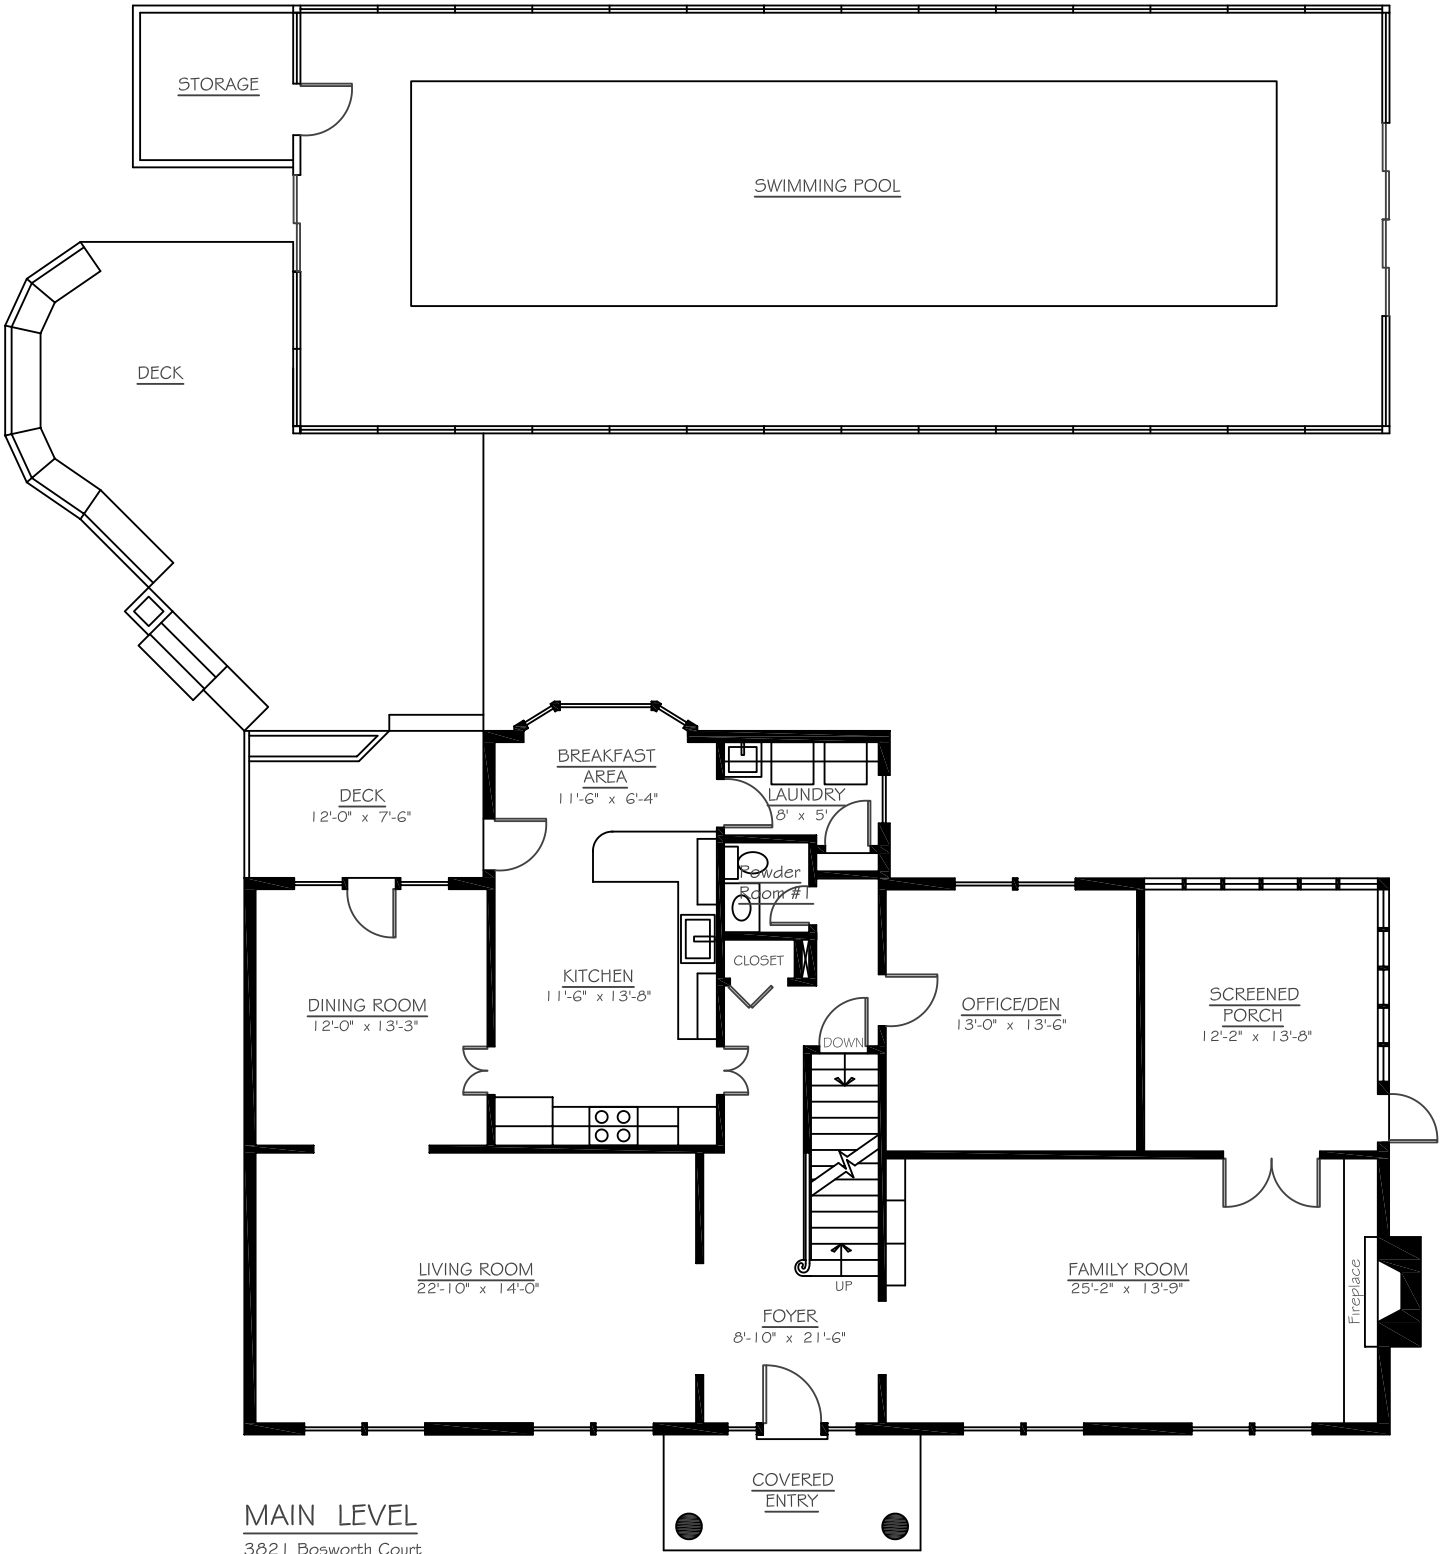 STORAGE
SWIMMING POOL
DECK
BREAKFAST
AREA
11'-6" x 6'-4"
LAUNDRY
8' x 5'
DECK
12'-0" x 7'-6"
Powder
Room #1
CLOSET
KITCHEN
11'-6" x 13'-8"
DINING ROOM
12'-0" x 13'-3"
OFFICE/DEN
13'-0" x 13'-6"
SCREENED
PORCH
12'-2" x 13'-8"
DOWN
LIVING ROOM
22'-10" x 14'-0"
UP
FAMILY ROOM
25'-2" x 13'-9"
Fireplace
FOYER
8'-10" x 21'-6"
COVERED
ENTRY
MAIN LEVEL
3821 Bosworth Court